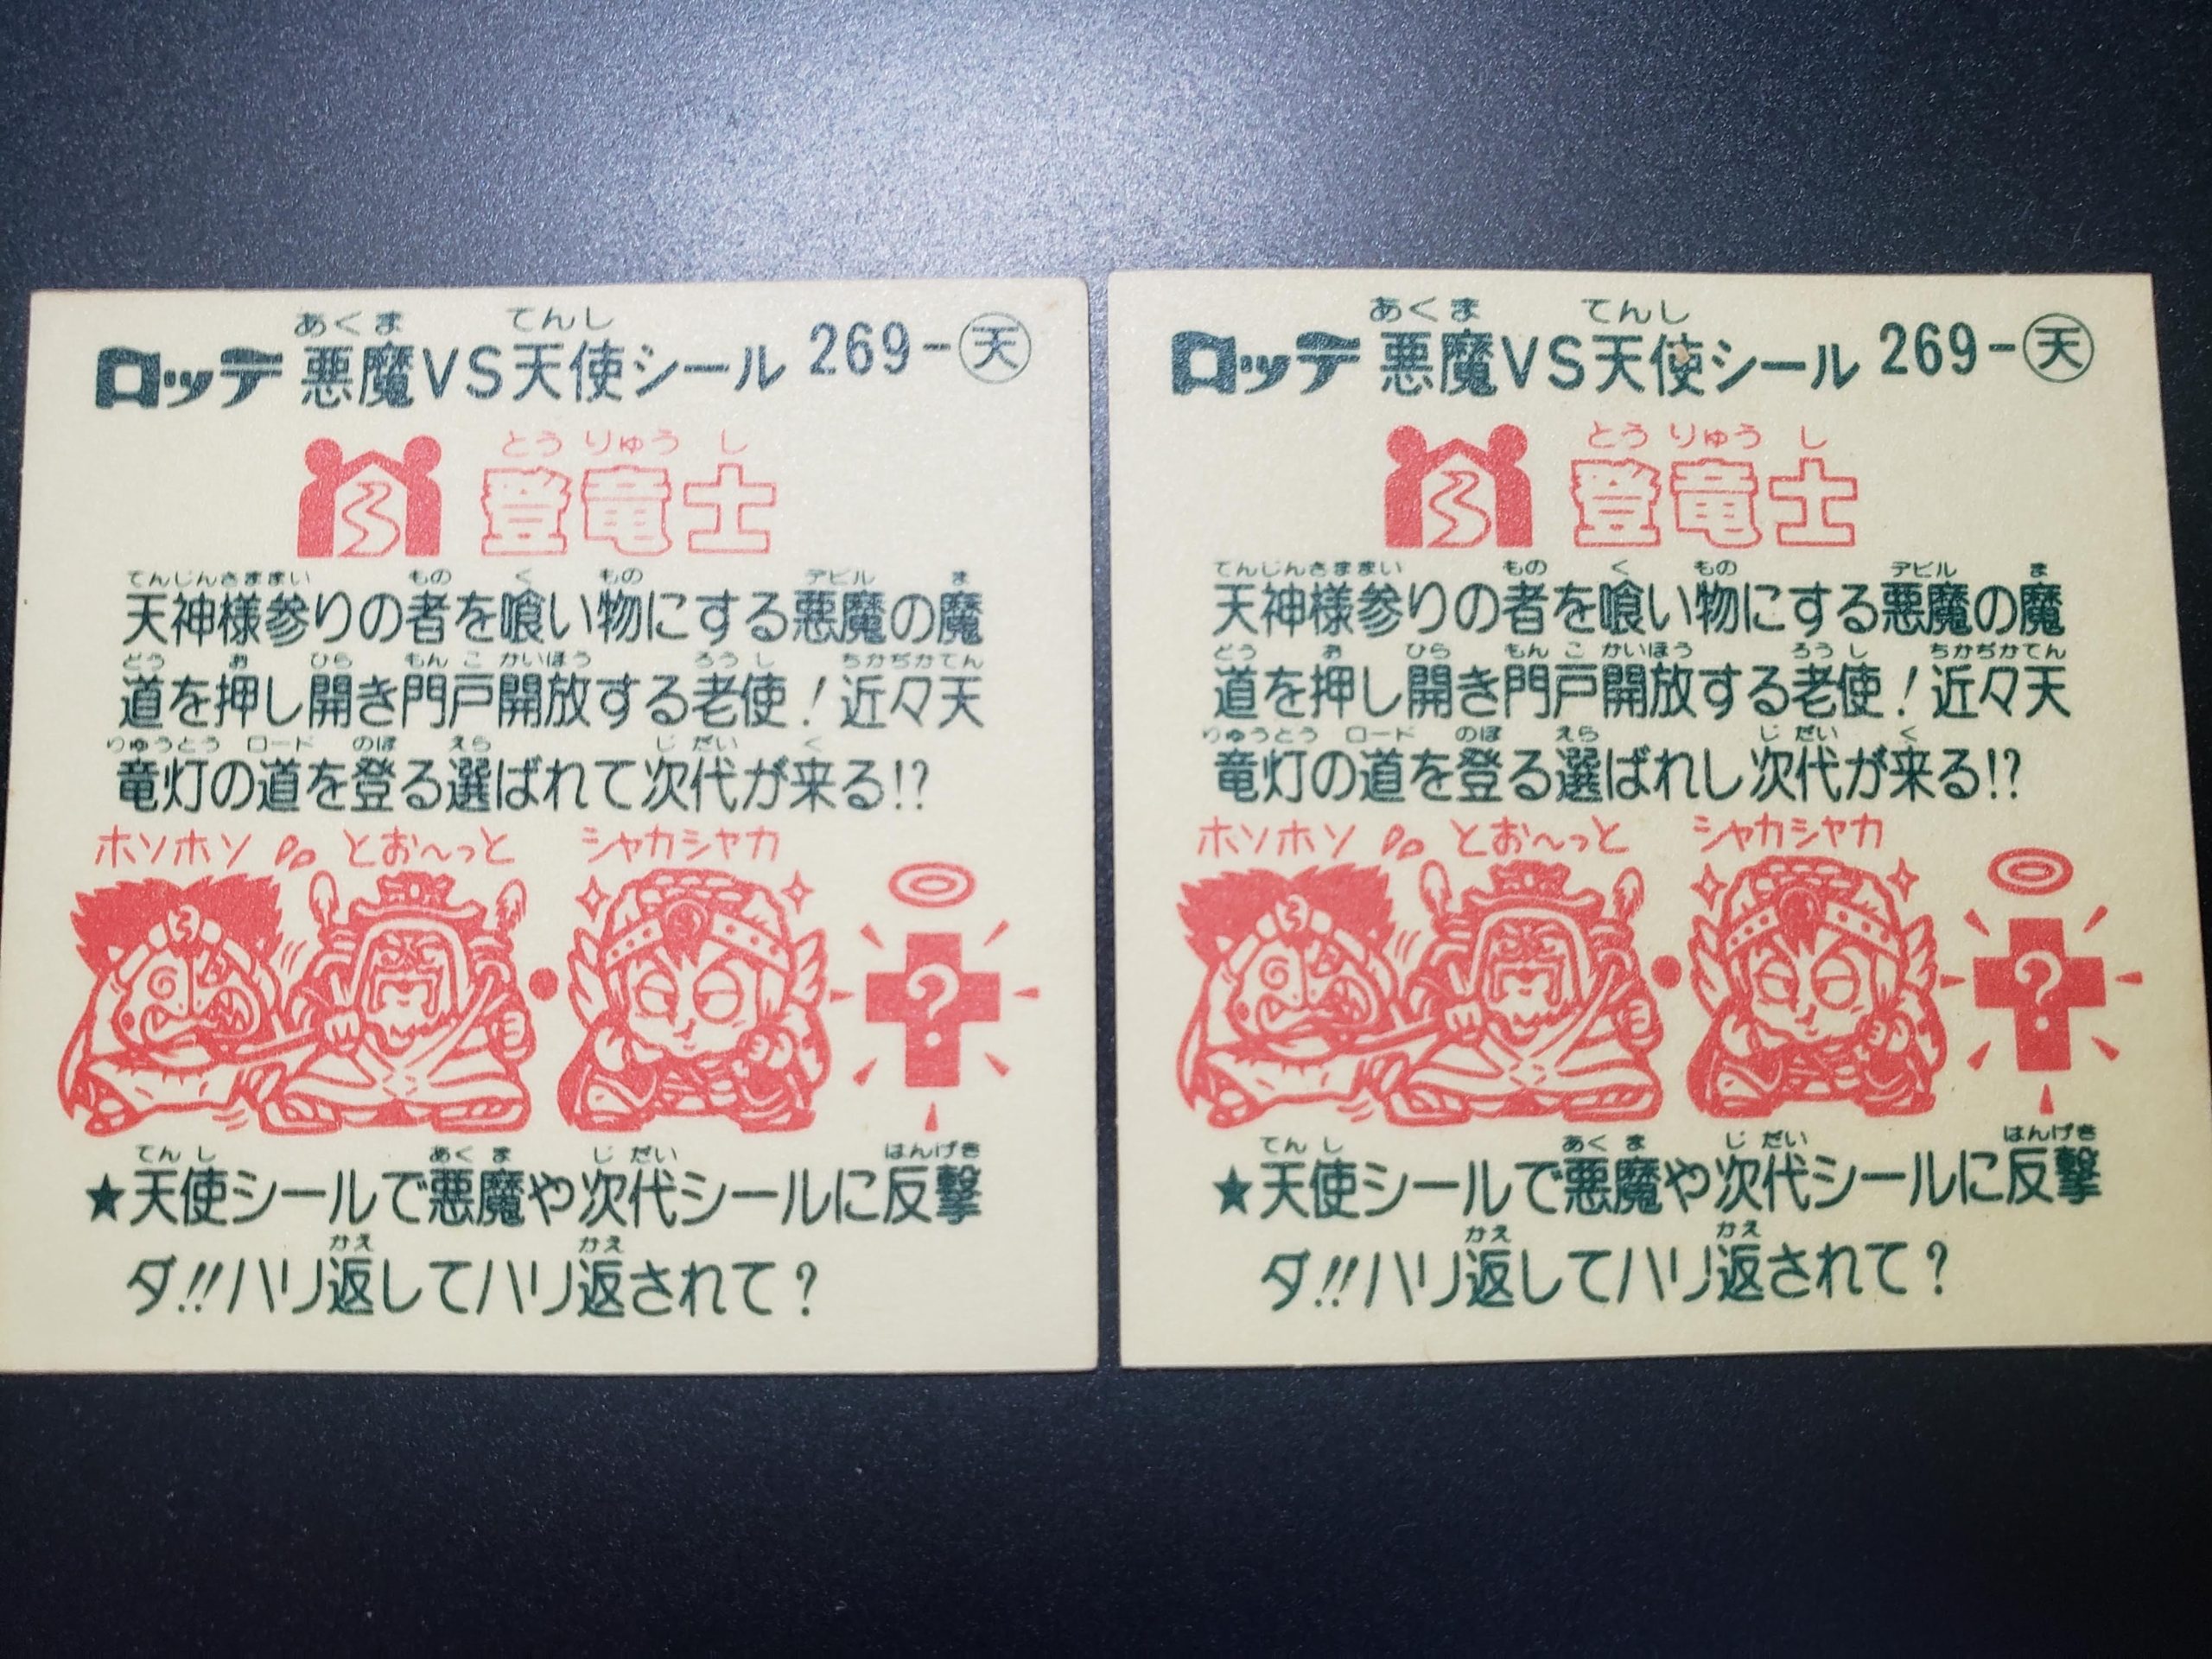 あくま てんし
ロッテ 悪魔VS天使シール 269-天
とうりゅうし
登竜士
てんじんさままい もの く もの デビル ま
天神様参りの者を喰い物にする悪魔の魔
どう お ひら もんこ かいほう ろうし ちかぢかてん
道を押し開き門戸開放する老使!近々天
りゅうとう ロード のぼ えら じだい く
竜灯の道を登る選ばれて次代が来る!?
ホソホソ とお〜っと シャカシャカ
?
てんし あくま じだい はんげき
★天使シールで悪魔や次代シールに反撃
かえ かえ
ダ!!ハリ返してハリ返されて?
あくま てんし
ロッテ 悪魔VS天使シール 269-天
とうりゅうし
登竜士
てんじんさままい もの く もの デビル ま
天神様参りの者を喰い物にする悪魔の魔
どう お ひら もんこ かいほう ろうし ちかぢかてん
道を押し開き門戸開放する老使!近々天
りゅうとう ロード のぼ えら じだい く
竜灯の道を登る選ばれし次代が来る!?
ホソホソ とお〜っと シャカシャカ
?
てんし あくま じだい はんげき
★天使シールで悪魔や次代シールに反撃
かえ かえ
ダ!!ハリ返してハリ返されて?